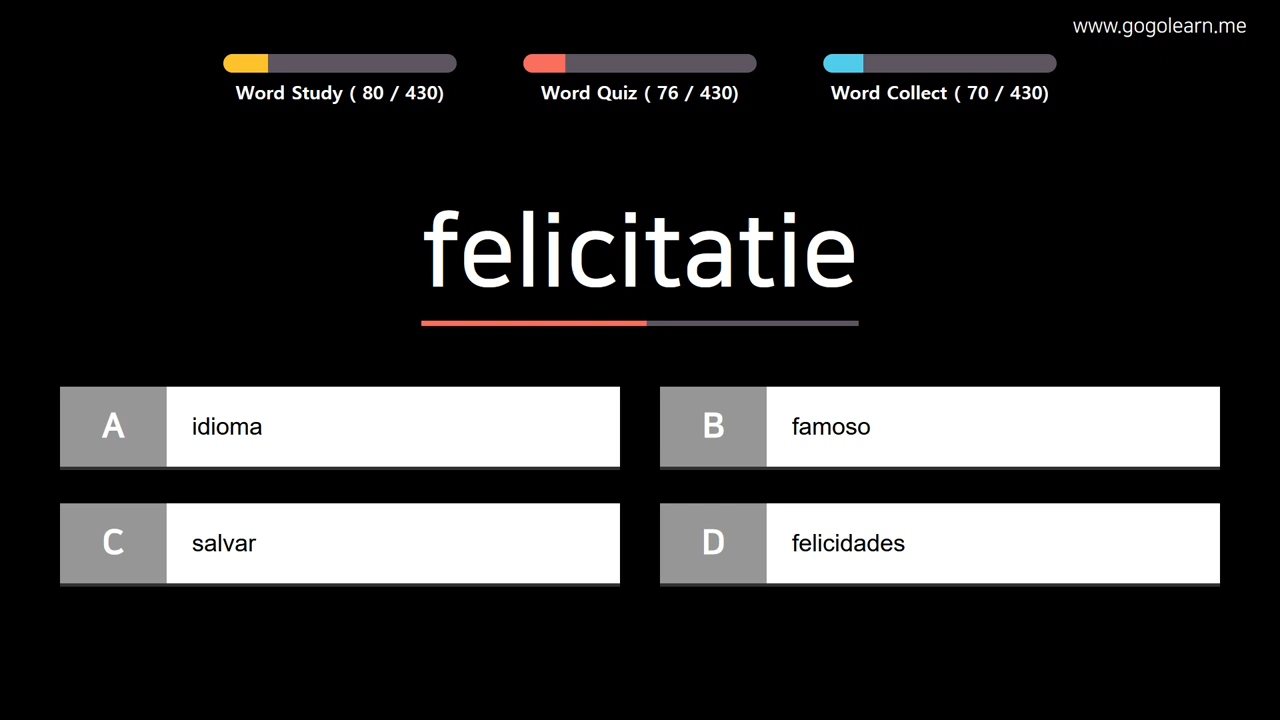 www.gogolearn.me
Word Study ( 80 / 430)
Word Quiz ( 76 / 430)
Word Collect ( 70 / 430)
felicitatie
A idioma
B famoso
C salvar
D felicidades